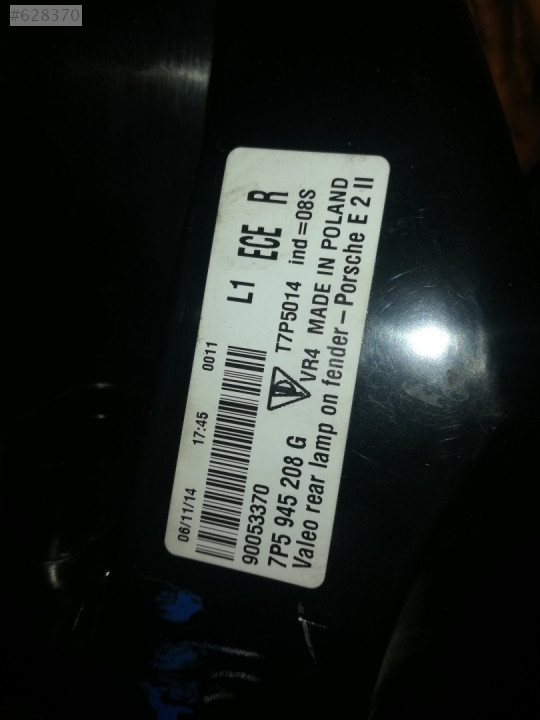 #628370
06/11/14 17:45 0011
L1 ECE R
90053370 T7P5014 ind =08S
7P5 945 208 G VR4 MADE IN POLAND
Valeo rear lamp on fender – Porsche E 2 II